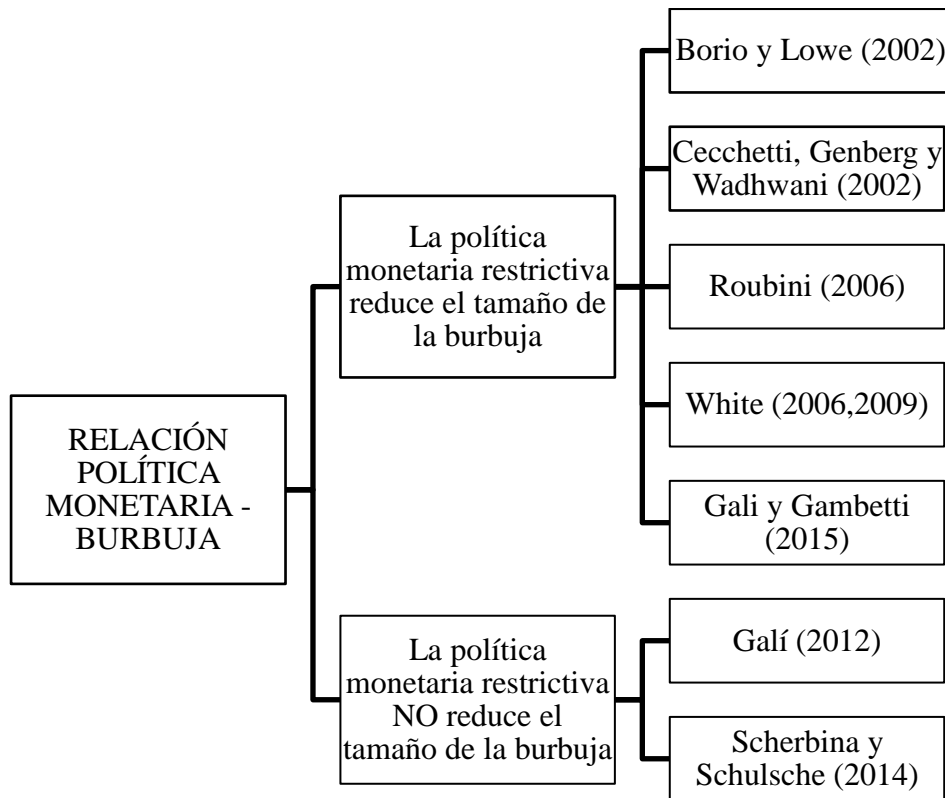 RELACIÓN
POLÍTICA
MONETARIA -
BURBUJA
La política
monetaria restrictiva
reduce el tamaño de
la burbuja
Borio y Lowe (2002)
Cecchetti, Genberg y
Wadhwani (2002)
Roubini (2006)
White (2006,2009)
Gali y Gambetti
(2015)
La política
monetaria restrictiva
NO reduce el
tamaño de la burbuja
Galí (2012)
Scherbina y
Schulsche (2014)